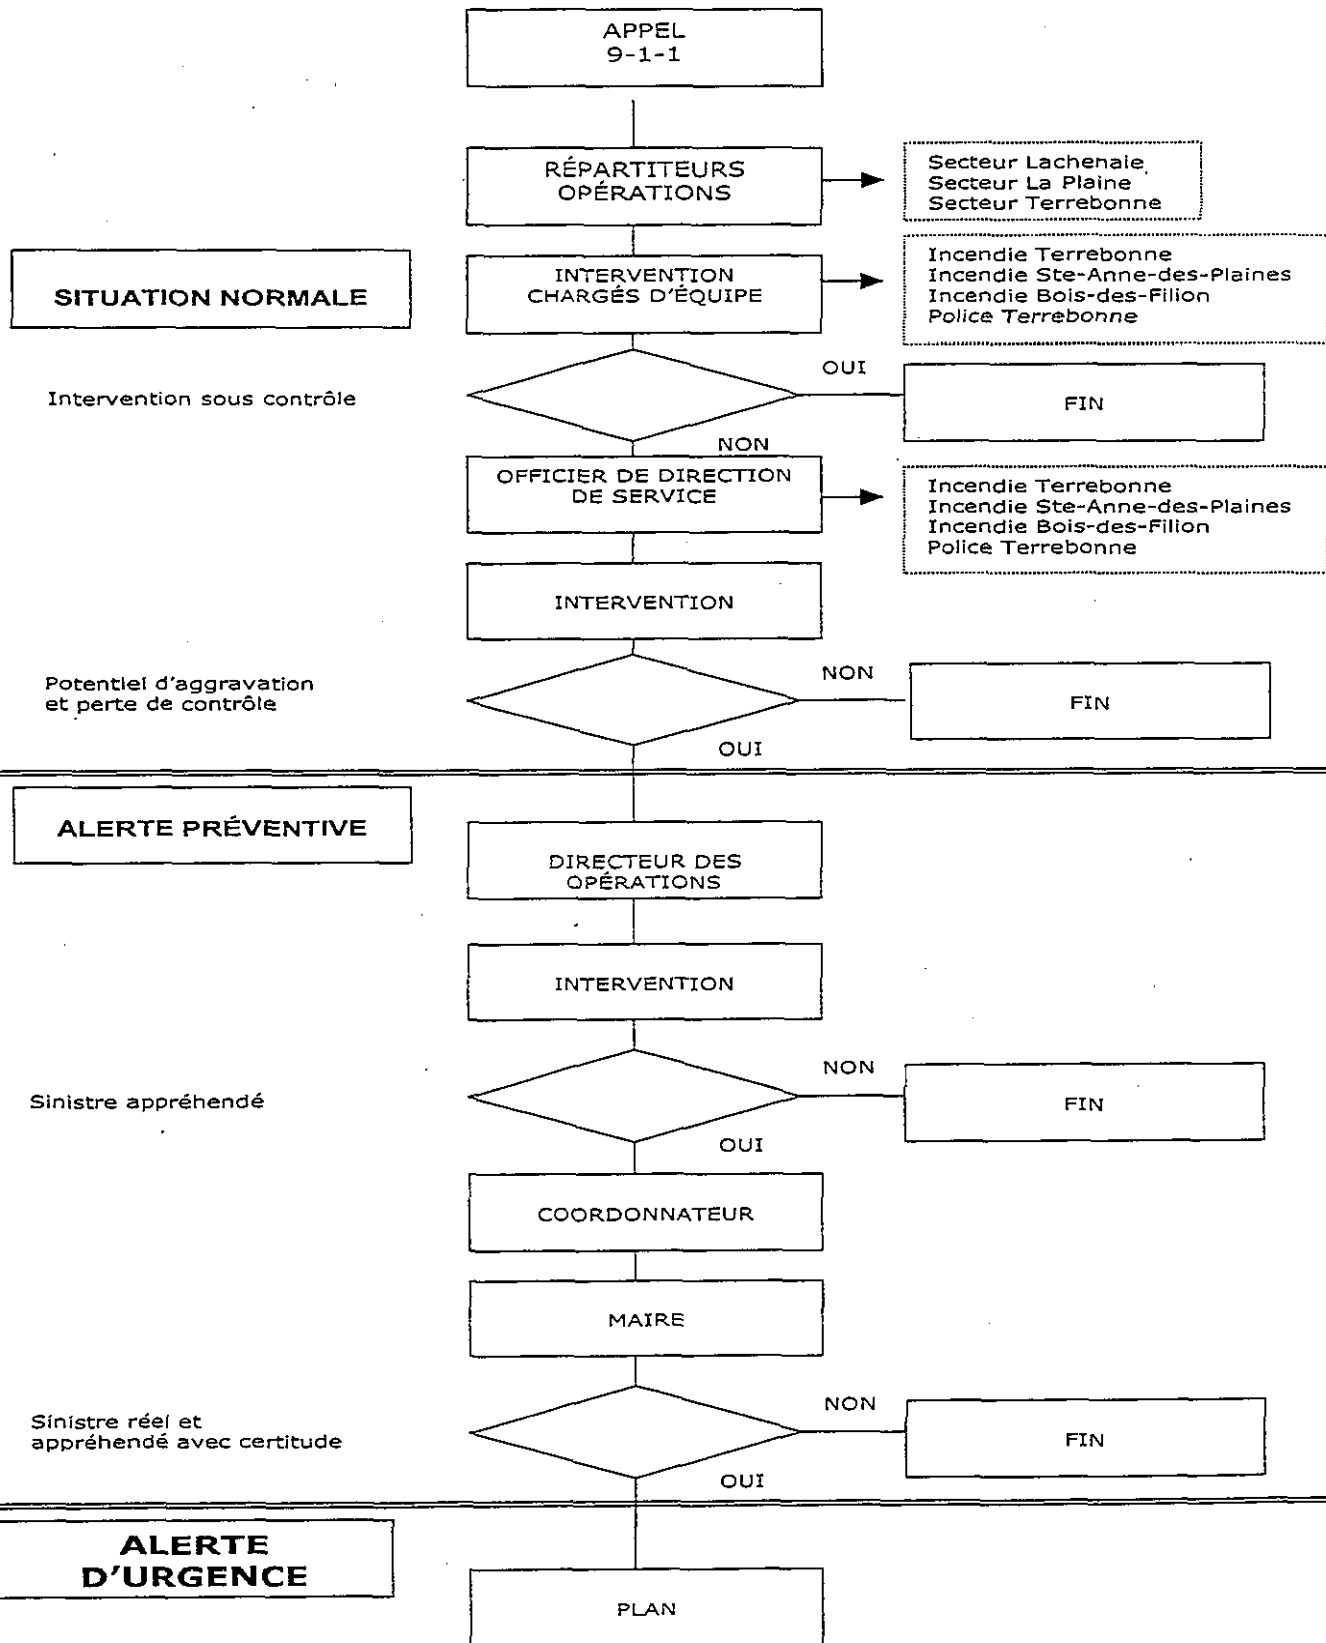 APPEL
9-1-1
RÉPARTITEURS
OPÉRATIONS
Secteur Lachenaie
Secteur La Plaine
Secteur Terrebonne
SITUATION NORMALE
INTERVENTION
CHARGÉS D'ÉQUIPE
Incendie Terrebonne
Incendie Ste-Anne-des-Plaines
Incendie Bois-des-Filion
Police Terrebonne
Intervention sous contrôle
OUI
FIN
NON
OFFICIER DE DIRECTION
DE SERVICE
Incendie Terrebonne
Incendie Ste-Anne-des-Plaines
Incendie Bois-des-Filion
Police Terrebonne
INTERVENTION
Potentiel d'aggravation
et perte de contrôle
NON
FIN
OUI
ALERTE PRÉVENTIVE
DIRECTEUR DES
OPÉRATIONS
INTERVENTION
Sinistre appréhendé
NON
FIN
OUI
COORDONNATEUR
MAIRE
Sinistre réel et
appréhendé avec certitude
NON
FIN
OUI
ALERTE
D'URGENCE
PLAN